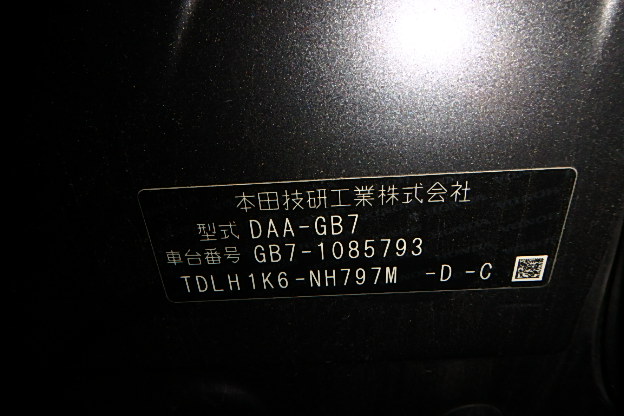 本田技研工業株式会社
型式 DAA-GB7
車台番号 GB7-1085793
TDLH1K6-NH797M -D-C